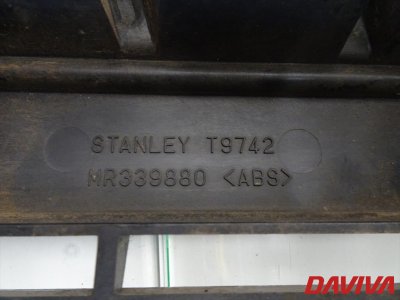 STANLEY T9742
MR339880 <ABS>
DAVIVA